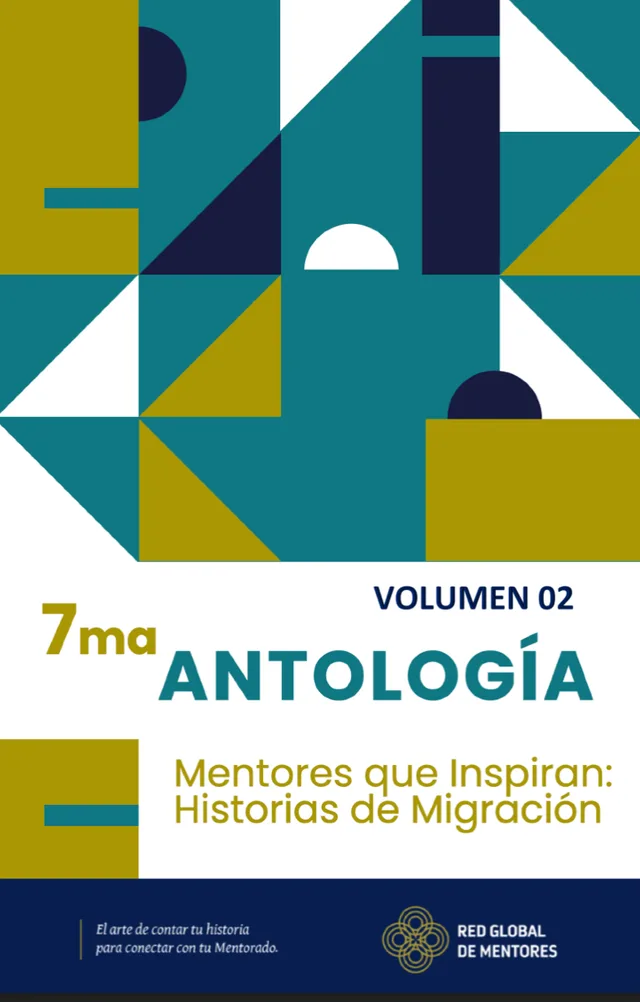 VOLUMEN 02
7ma
ANTOLOGÍA
Mentores que Inspiran:
Historias de Migración
El arte de contar tu historia
para conectar con tu Mentorado.
RED GLOBAL
DE MENTORES